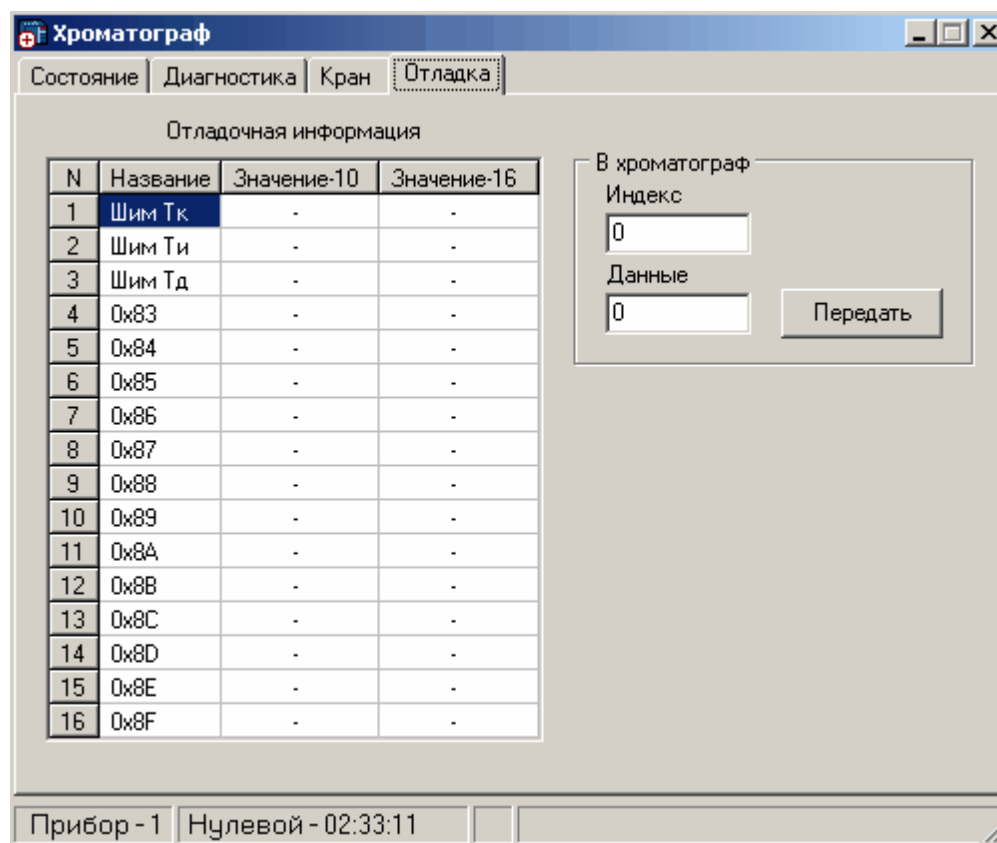 Хроматограф
Состояние Диагностика Кран Отладка
Отладочная информация
N Название Значение-10 Значение-16
1 Шим Тк - -
2 Шим Ти - -
3 Шим Тд - -
4 0x83 - -
5 0x84 - -
6 0x85 - -
7 0x86 - -
8 0x87 - -
9 0x88 - -
10 0x89 - -
11 0x8A - -
12 0x8B - -
13 0x8C - -
14 0x8D - -
15 0x8E - -
16 0x8F - -
В хроматограф
Индекс
0
Данные
0 Передать
Прибор - 1 Нулевой - 02:33:11